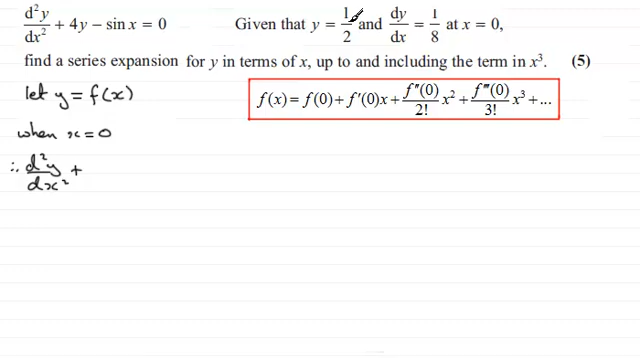 d²y/dx² + 4y − sin x = 0 Given that y = 1/2 and dy/dx = 1/8 at x = 0,
find a series expansion for y in terms of x, up to and including the term in x³. (5)
let y = f(x)
f(x) = f(0) + f′(0)x + f″(0)/2! x² + f‴(0)/3! x³ + ...
when x = 0
∴ d²y/dx² +